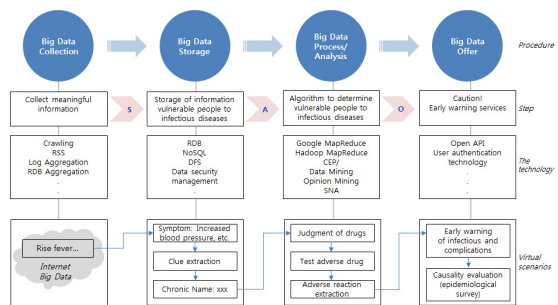 Big Data
Collection
Big Data
Storage
Big Data
Process/
Analysis
Big Data
Offer
Procedure
Collect meaningful
information
S
Storage of information
vulnerable people to
infectious diseases
A
Algorithm to determine
vulnerable people to
infectious diseases
O
Caution!
Early warning services
Step
Crawling
RSS
Log Aggregation
RDB Aggregation
.
.
RDB
NoSQL
DFS
Data security
management
.
.
Google MapReduce
Hadoop MapReduce
CEP/
Data Mining
Opinion Mining
SNA
Open API
User authentication
technology
.
.
The
technology
Rise fever...
Internet
Big Data
Symptom: Increased
blood pressure, etc.
Clue extraction
Chronic Name: xxx
Judgment of drugs
Test adverse drug
Adverse reaction
extraction
Early warning
of infectious and
complications
Causality evaluation
(epidemiological
survey)
Virtual
scenarios